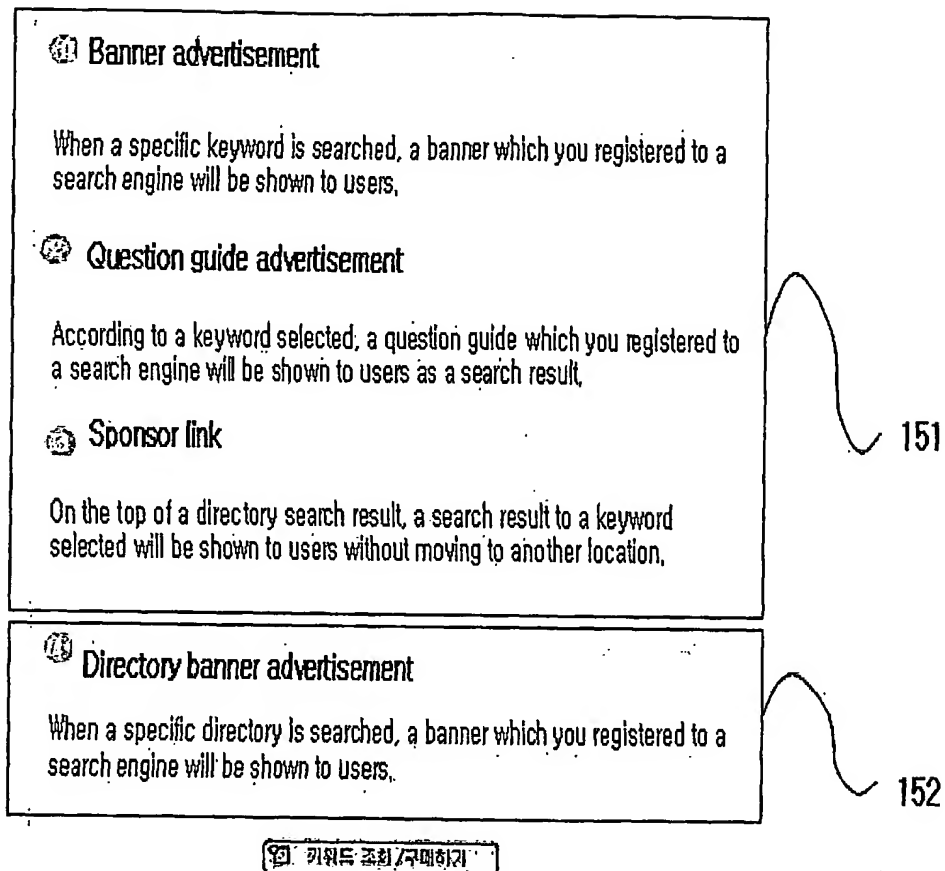 Banner advertisement
When a specific keyword is searched, a banner which you registered to a
search engine will be shown to users,
Question guide advertisement
According to a keyword selected, a question guide which you registered to
a search engine will be shown to users as a search result,
Sponsor link
151
On the top of a directory search result, a search result to a keyword
selected will be shown to users without moving to another location,
Directory banner advertisement
When a specific directory is searched, a banner which you registered to a
search engine will be shown to users,
152
키워드 조회/구매하기